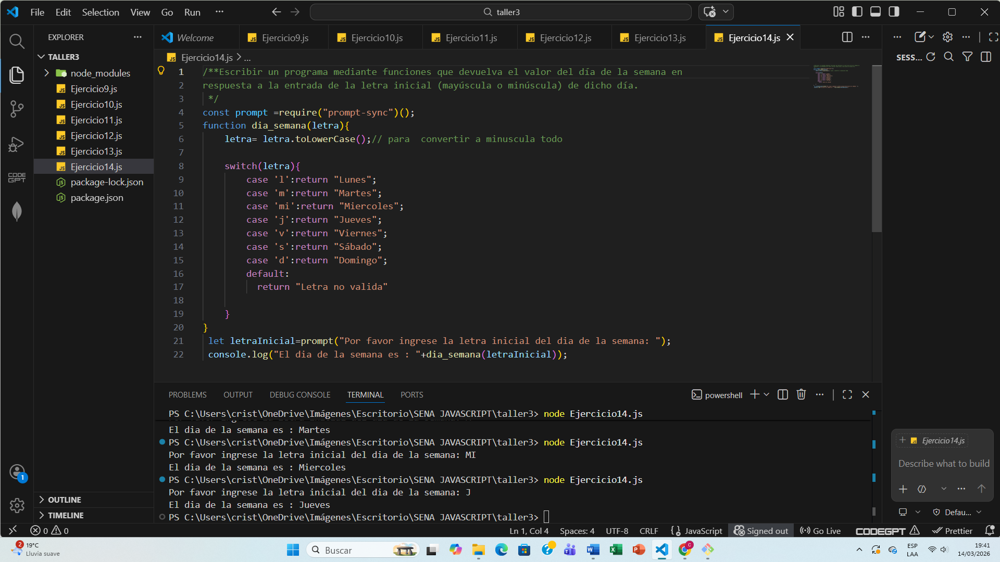 File Edit Selection View Go Run ··· taller3
EXPLORER
TALLER3
node_modules
Ejercicio9.js
Ejercicio10.js
Ejercicio11.js
Ejercicio12.js
Ejercicio13.js
Ejercicio14.js
package-lock.json
package.json
OUTLINE
TIMELINE
CODE GPT
1
Welcome Ejercicio9.js Ejercicio10.js Ejercicio11.js Ejercicio12.js Ejercicio13.js Ejercicio14.js
Ejercicio14.js > ...
1 /**Escribir un programa mediante funciones que devuelva el valor del día de la semana en
2 respuesta a la entrada de la letra inicial (mayúscula o minúscula) de dicho día.
3 */
4 const prompt =require("prompt-sync")();
5 function dia_semana(letra){
6 letra= letra.toLowerCase();// para  convertir a minuscula todo
7
8 switch(letra){
9 case 'l':return "Lunes";
10 case 'm':return "Martes";
11 case 'mi':return "Miercoles";
12 case 'j':return "Jueves";
13 case 'v':return "Viernes";
14 case 's':return "Sábado";
15 case 'd':return "Domingo";
16 default:
17 return "Letra no valida"
18
19 }
20 }
21 let letraInicial=prompt("Por favor ingrese la letra inicial del dia de la semana: ");
22 console.log("El dia de la semana es : "+dia_semana(letraInicial));
PROBLEMS OUTPUT DEBUG CONSOLE TERMINAL PORTS powershell
PS C:\Users\crist\OneDrive\Imágenes\Escritorio\SENA JAVASCRIPT\taller3> node Ejercicio14.js
El dia de la semana es : Martes
PS C:\Users\crist\OneDrive\Imágenes\Escritorio\SENA JAVASCRIPT\taller3> node Ejercicio14.js
Por favor ingrese la letra inicial del dia de la semana: MI
El dia de la semana es : Miercoles
PS C:\Users\crist\OneDrive\Imágenes\Escritorio\SENA JAVASCRIPT\taller3> node Ejercicio14.js
Por favor ingrese la letra inicial del dia de la semana: J
El dia de la semana es : Jueves
PS C:\Users\crist\OneDrive\Imágenes\Escritorio\SENA JAVASCRIPT\taller3>
SESS...
Ejercicio14.js
Describe what to build
Defau...
0 0 Ln 1, Col 4 Spaces: 4 UTF-8 CRLF {} JavaScript Signed out Go Live CODEGPT Prettier
2 19°C
Lluvia suave
Buscar
ESP
LAA
19:41
14/03/2026